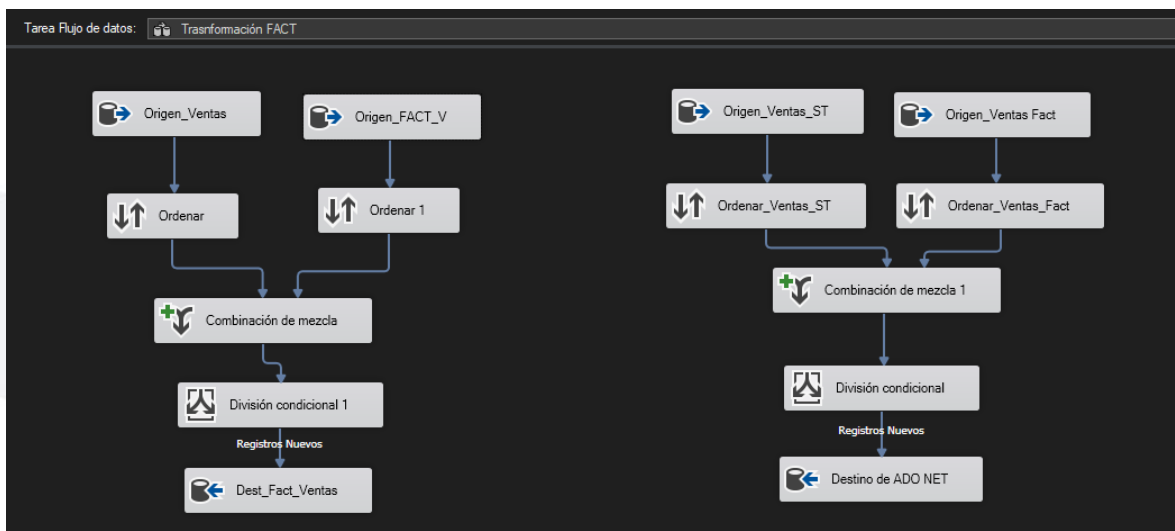 Tarea Flujo de datos: Trasnformación FACT
Origen_Ventas
Origen_FACT_V
Ordenar
Ordenar 1
Combinación de mezcla
División condicional 1
Registros Nuevos
Dest_Fact_Ventas
Origen_Ventas_ST
Origen_Ventas Fact
Ordenar_Ventas_ST
Ordenar_Ventas_Fact
Combinación de mezcla 1
División condicional
Registros Nuevos
Destino de ADO NET